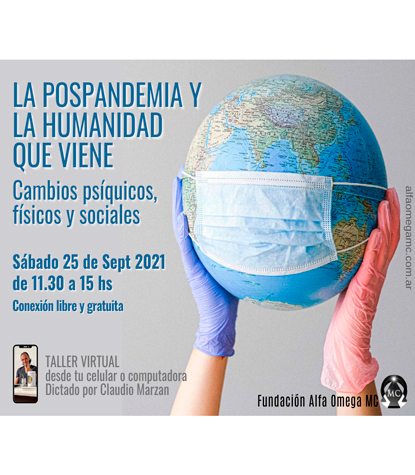 LA POSPANDEMIA Y
LA HUMANIDAD
QUE VIENE
Cambios psíquicos,
físicos y sociales
Sábado 25 de Sept 2021
de 11.30 a 15 hs
Conexión libre y gratuita
TALLER VIRTUAL
desde tu celular o computadora
Dictado por Claudio Marzan
alfaomegamc.com.ar
Fundación Alfa Omega MC
MC